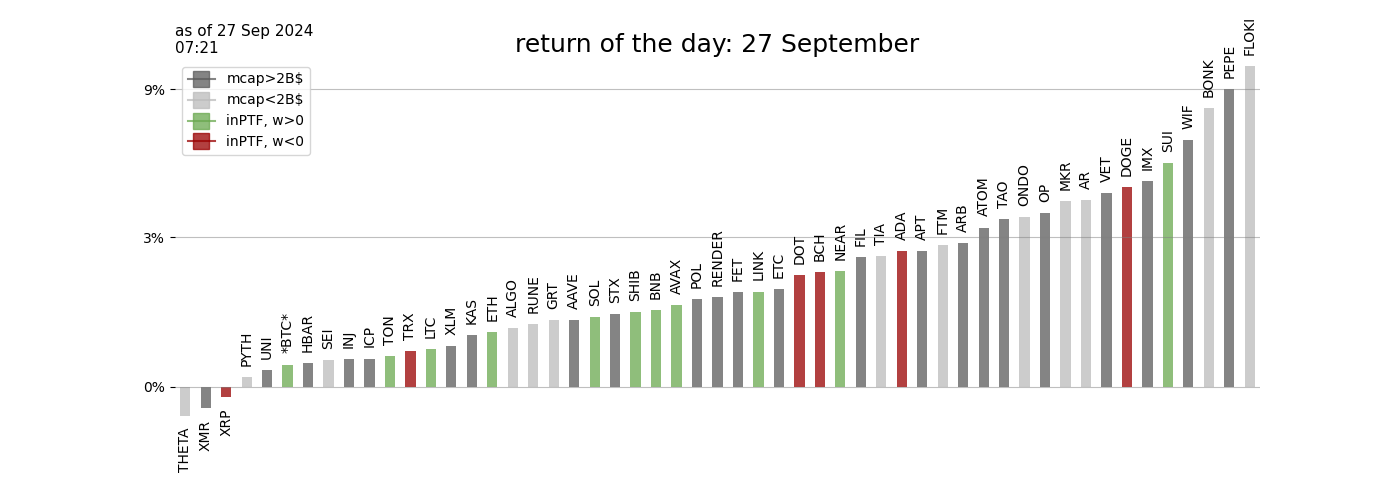 as of 27 Sep 2024
07:21
return of the day: 27 September
mcap>2B$
mcap<2B$
inPTF, w>0
inPTF, w<0
9%
3%
0%
THETA
XMR
XRP
PYTH
UNI
*BTC*
HBAR
SEI
INJ
ICP
TON
TRX
LTC
XLM
KAS
ETH
ALGO
RUNE
GRT
AAVE
SOL
STX
SHIB
BNB
AVAX
POL
RENDER
FET
LINK
ETC
DOT
BCH
NEAR
FIL
TIA
ADA
APT
FTM
ARB
ATOM
TAO
ONDO
OP
MKR
AR
VET
DOGE
IMX
SUI
WIF
BONK
PEPE
FLOKI